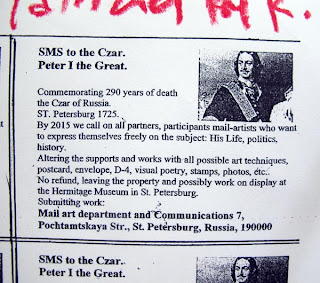 SMS to the Czar.
Peter I the Great.
Commemorating 290 years of death
the Czar of Russia.
ST. Petersburg 1725.
By 2015 we call on all partners, participants mail-artists who want
to express themselves freely on the subject: His Life, politics,
history.
Altering the supports and works with all possible art techniques,
postcard, envelope, D-4, visual poetry, stamps, photos, etc.
No refund, leaving the property and possibly work on display at
the Hermitage Museum in St. Petersburg.
Submitithg work:
Mail art department and Communications 7,
Pochtamtskaya Str., St. Petersburg, Russia, 190000
SMS to the Czar.
Peter I the Great.